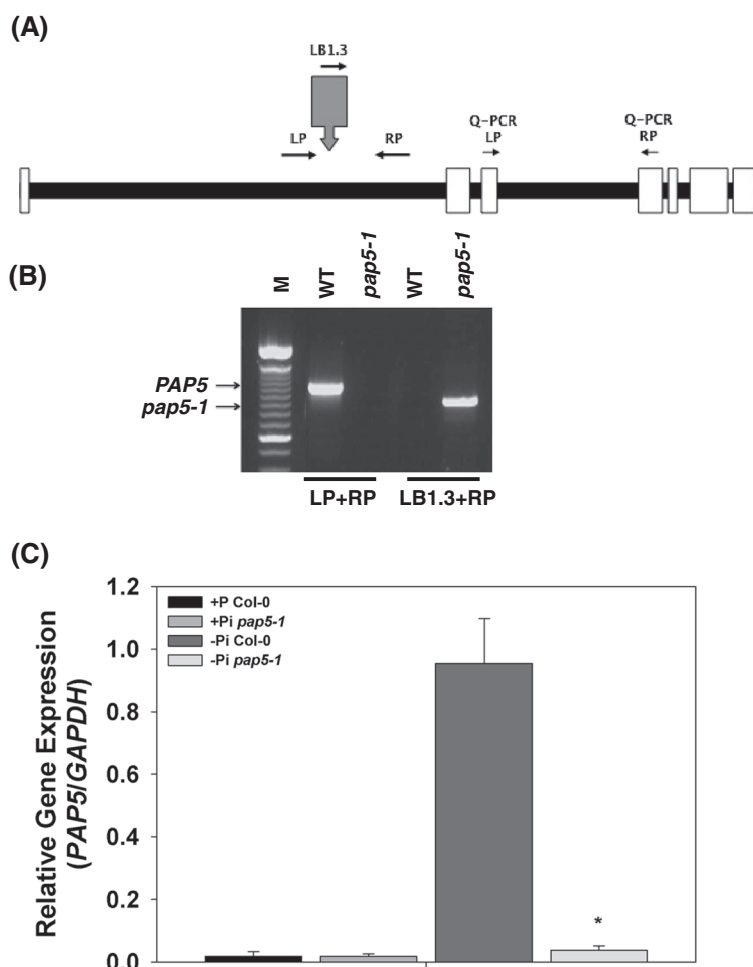 (A)
LB1.3
LP
RP
Q-PCR
LP
Q-PCR
RP
(B)
M
WT
pap5-1
WT
pap5-1
PAP5
pap5-1
LP+RP
LB1.3+RP
(C)
Relative Gene Expression
(PAP5/GAPDH)
1.2
1.0
0.8
0.6
0.4
0.2
0.0
+P Col-0
+Pi pap5-1
-Pi Col-0
-Pi pap5-1
*